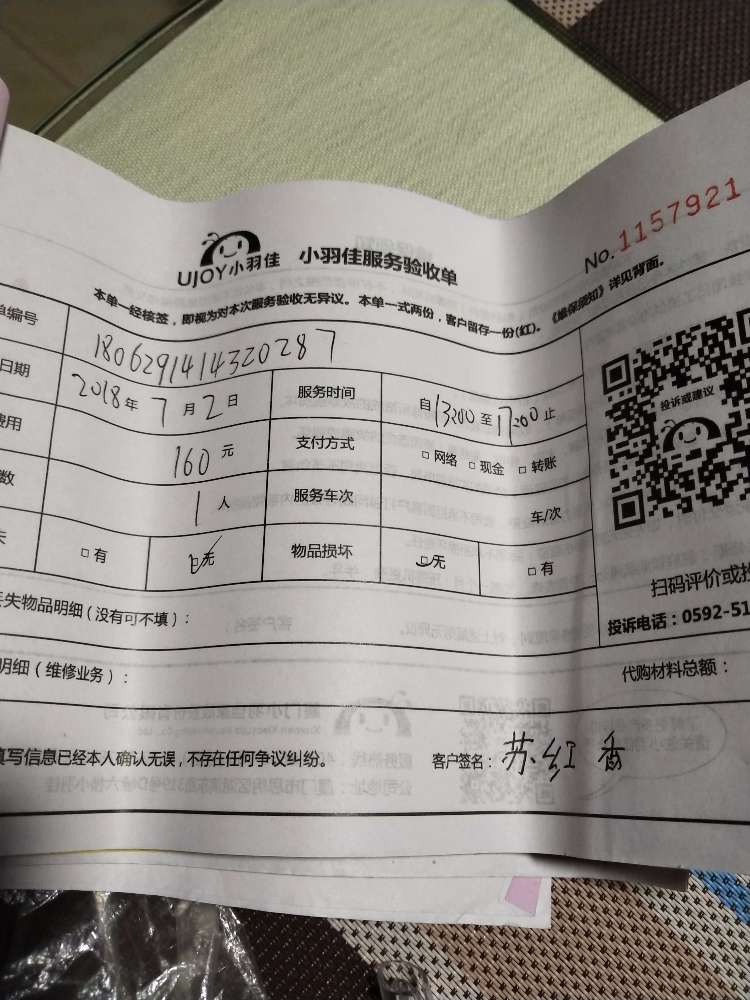 No.1157921
UJOY小羽佳 小羽佳服务验收单
本单一经核签，即视为对本次服务验收无异议。本单一式两份，客户留存一份(红)。《维保须知》详见背面。
单编号 1806291414320287
日期 2018年7月2日 服务时间 自13:00至17:00止
费用 160元 支付方式 □网络 □现金 □转账
数 1人 服务车次 车/次
失 □有 □无 物品损坏 □无 □有
投诉或建议
扫码评价或投
投诉电话：0592-51
丢失物品明细（没有可不填）：
明细（维修业务）： 代购材料总额：
填写信息已经本人确认无误，不存在任何争议纠纷。 客户签名：苏红香